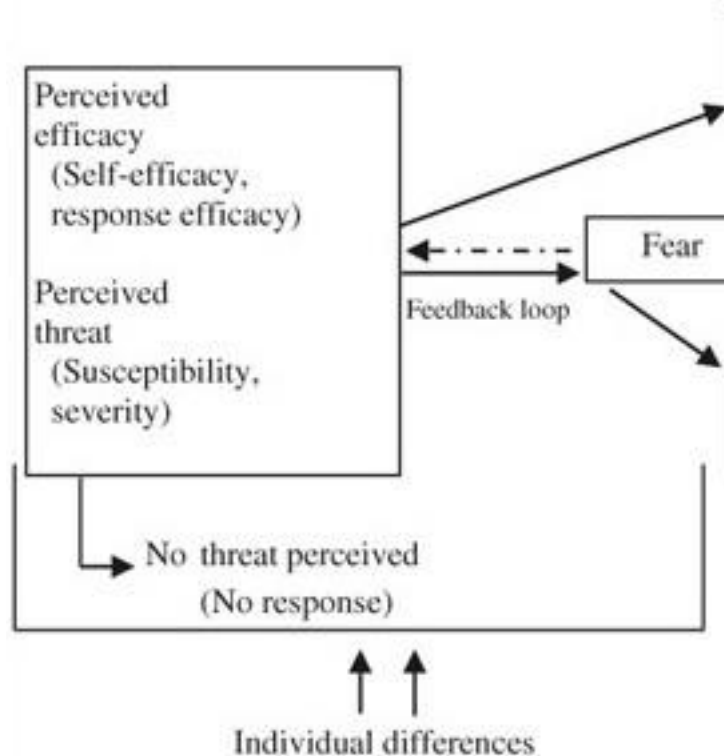 Perceived
efficacy
(Self-efficacy,
response efficacy)
Perceived
threat
(Susceptibility,
severity)
Fear
Feedback loop
No threat perceived
(No response)
Individual differences